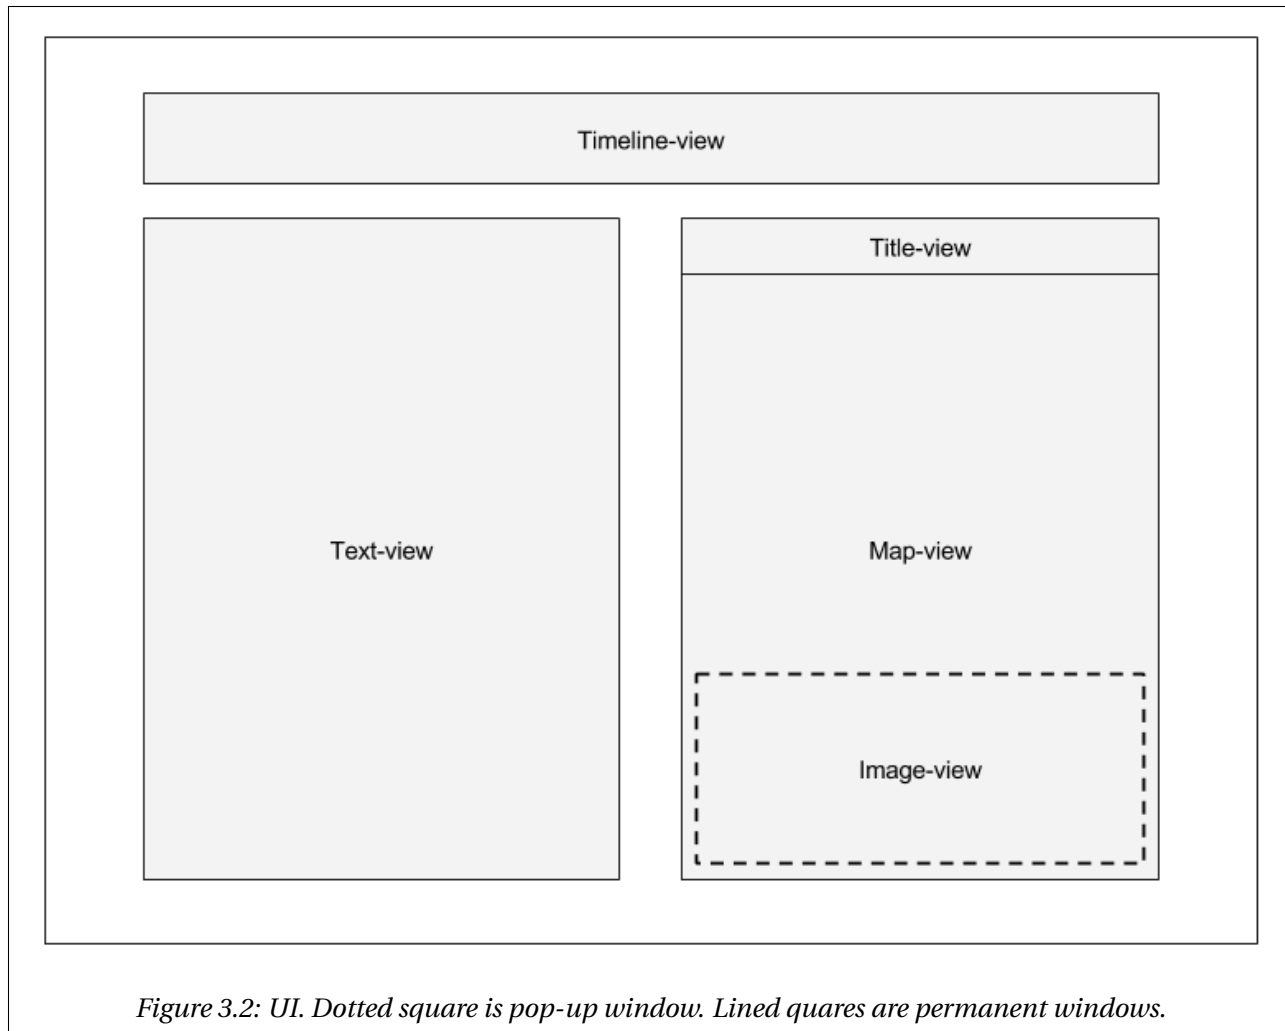 Timeline-view
Title-view
Text-view
Map-view
Image-view
Figure 3.2: UI. Dotted square is pop-up window. Lined quares are permanent windows.